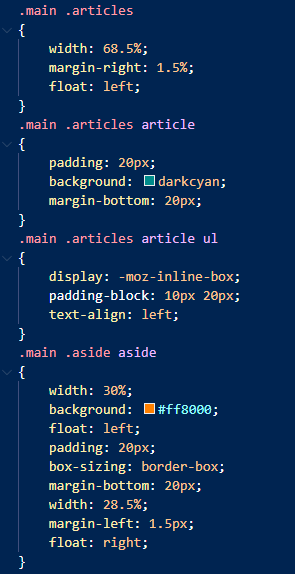 .main .articles
{
width: 68.5%;
margin-right: 1.5%;
float: left;
}
.main .articles article
{
padding: 20px;
background: darkcyan;
margin-bottom: 20px;
}
.main .articles article ul
{
display: -moz-inline-box;
padding-block: 10px 20px;
text-align: left;
}
.main .aside aside
{
width: 30%;
background: #ff8000;
float: left;
padding: 20px;
box-sizing: border-box;
margin-bottom: 20px;
width: 28.5%;
margin-left: 1.5px;
float: right;
}